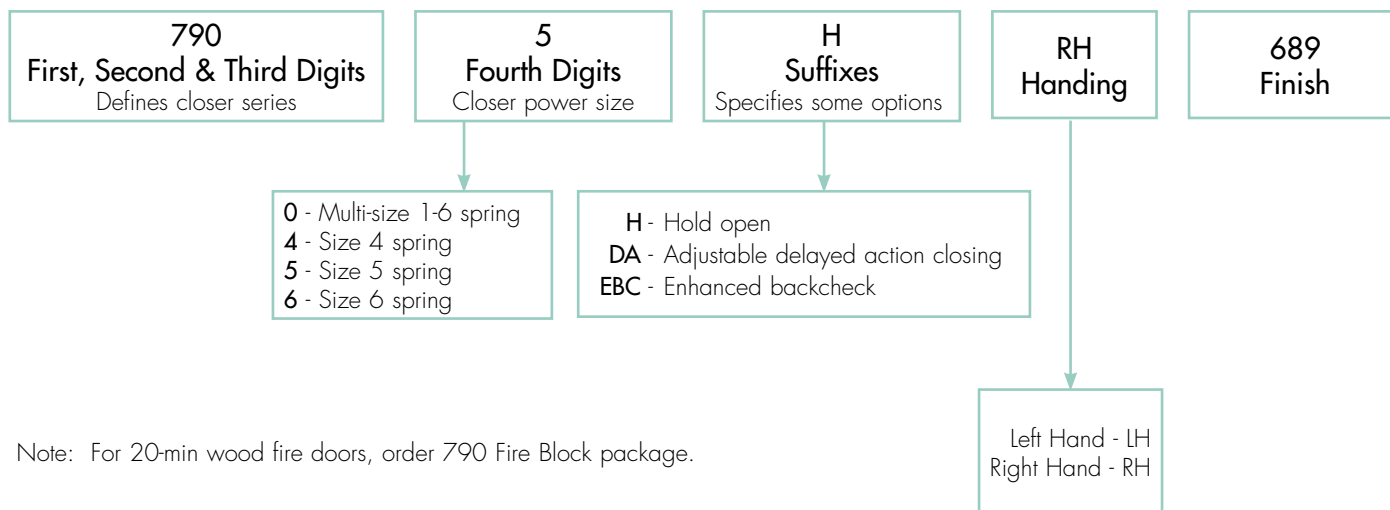 790
First, Second & Third Digits
Defines closer series
5
Fourth Digits
Closer power size
H
Suffixes
Specifies some options
RH
Handing
689
Finish
0 - Multi-size 1-6 spring
4 - Size 4 spring
5 - Size 5 spring
6 - Size 6 spring
H - Hold open
DA - Adjustable delayed action closing
EBC - Enhanced backcheck
Left Hand - LH
Right Hand - RH
Note: For 20-min wood fire doors, order 790 Fire Block package.